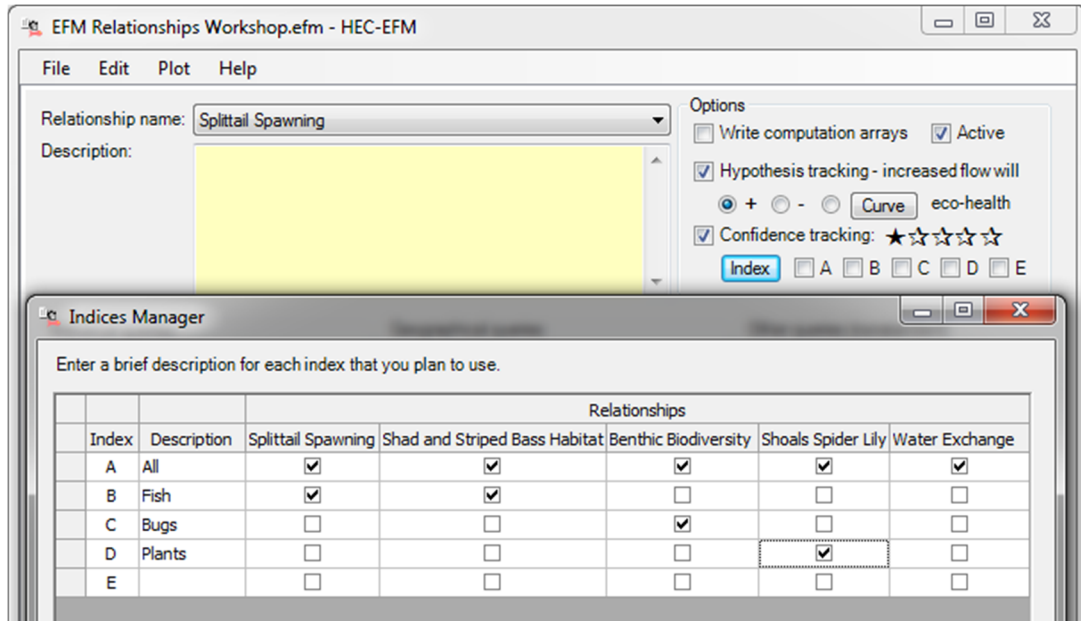 EFM Relationships Workshop.efm - HEC-EFM
File Edit Plot Help
Relationship name: Splittail Spawning
Description:
Options
Write computation arrays Active
Hypothesis tracking - increased flow will
+ - Curve eco-health
Confidence tracking: ★☆☆☆☆
Index A B C D E
Indices Manager
Enter a brief description for each index that you plan to use.
Relationships
Index Description Splittail Spawning Shad and Striped Bass Habitat Benthic Biodiversity Shoals Spider Lily Water Exchange
A All
B Fish
C Bugs
D Plants
E